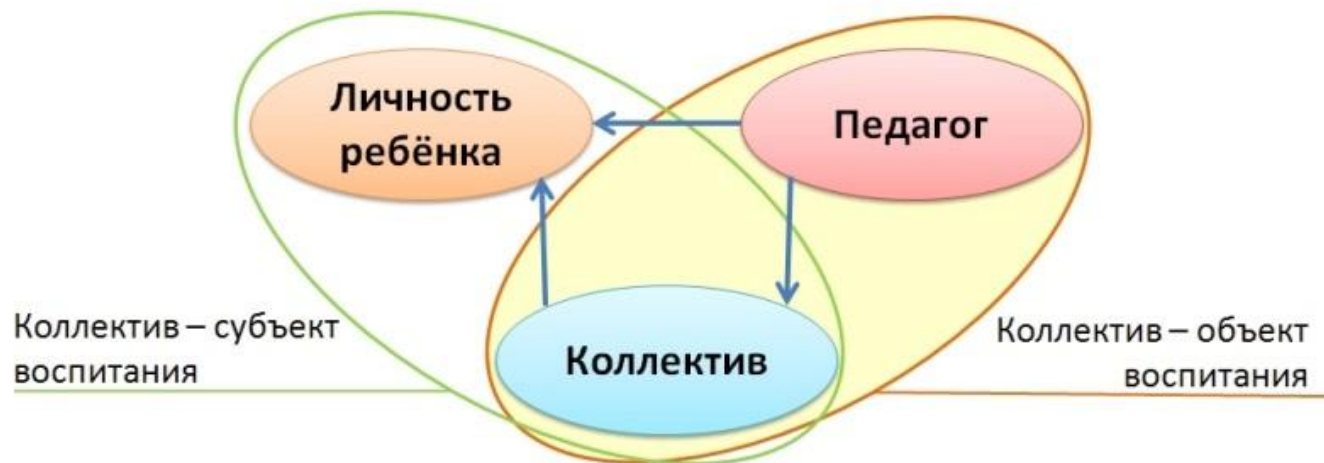 Личность
ребёнка
Педагог
Коллектив – субъект
воспитания
Коллектив
Коллектив – объект
воспитания